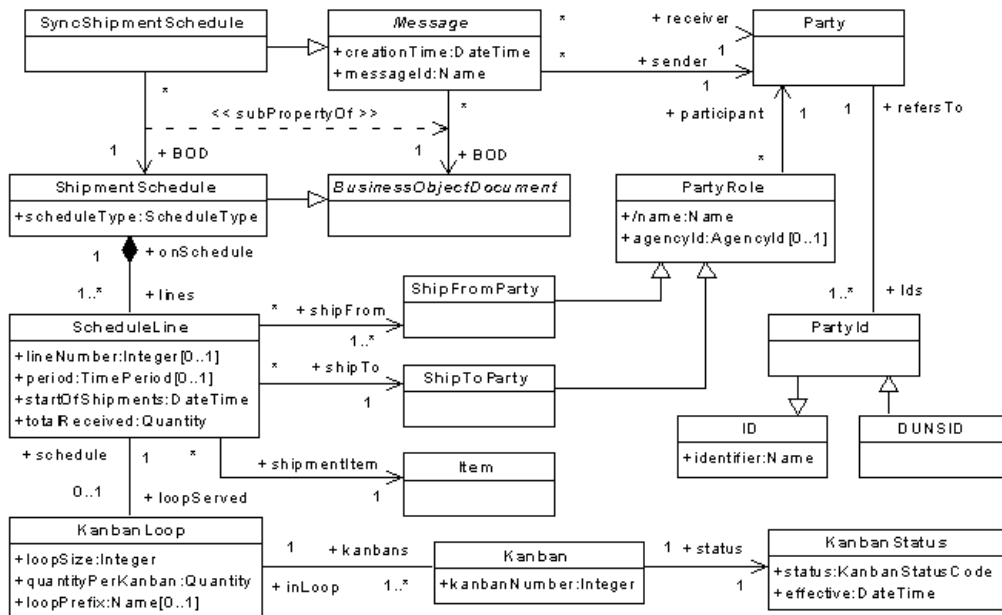 SyncShipmentSchedule
Message
+creationTime:DateTime
+messageId:Name
* + receiver
1
* + sender
1
Party
* << subPropertyOf >> *
1 + BOD
1 + BOD
+ participant 1
*
1 + refersTo
ShipmentSchedule
+scheduleType:ScheduleType
BusinessObjectDocument
PartyRole
+/name:Name
+agencyId:AgencyId[0..1]
1 + onSchedule
1..* + lines
ScheduleLine
+lineNumber:Integer[0..1]
+period:TimePeriod[0..1]
+startOfShipments:DateTime
+totalReceived:Quantity
* + shipFrom
1..*
ShipFromParty
* + shipTo
1
ShipToParty
1..* + Ids
PartyId
ID
+identifier:Name
DUNSID
+ schedule 1
* + shipmentItem
1
Item
0..1 + loopServed
KanbanLoop
+loopSize:Integer
+quantityPerKanban:Quantity
+loopPrefix:Name[0..1]
1 + kanbans
+ inLoop 1..*
Kanban
+kanbanNumber:Integer
1 + status
1
KanbanStatus
+status:KanbanStatusCode
+effective:DateTime